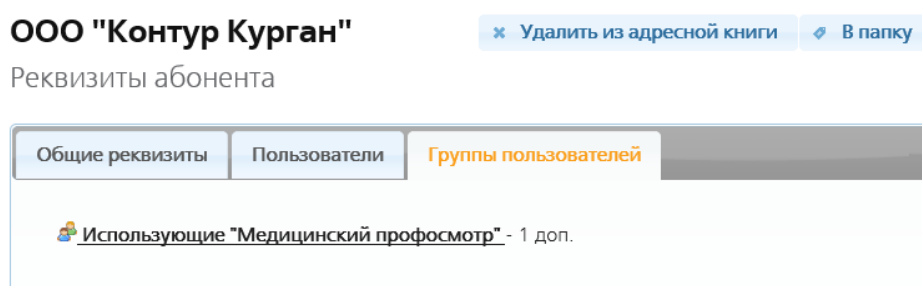 ООО "Контур Курган"
Удалить из адресной книги
В папку
Реквизиты абонента
Общие реквизиты
Пользователи
Группы пользователей
Использующие "Медицинский профосмотр" - 1 доп.